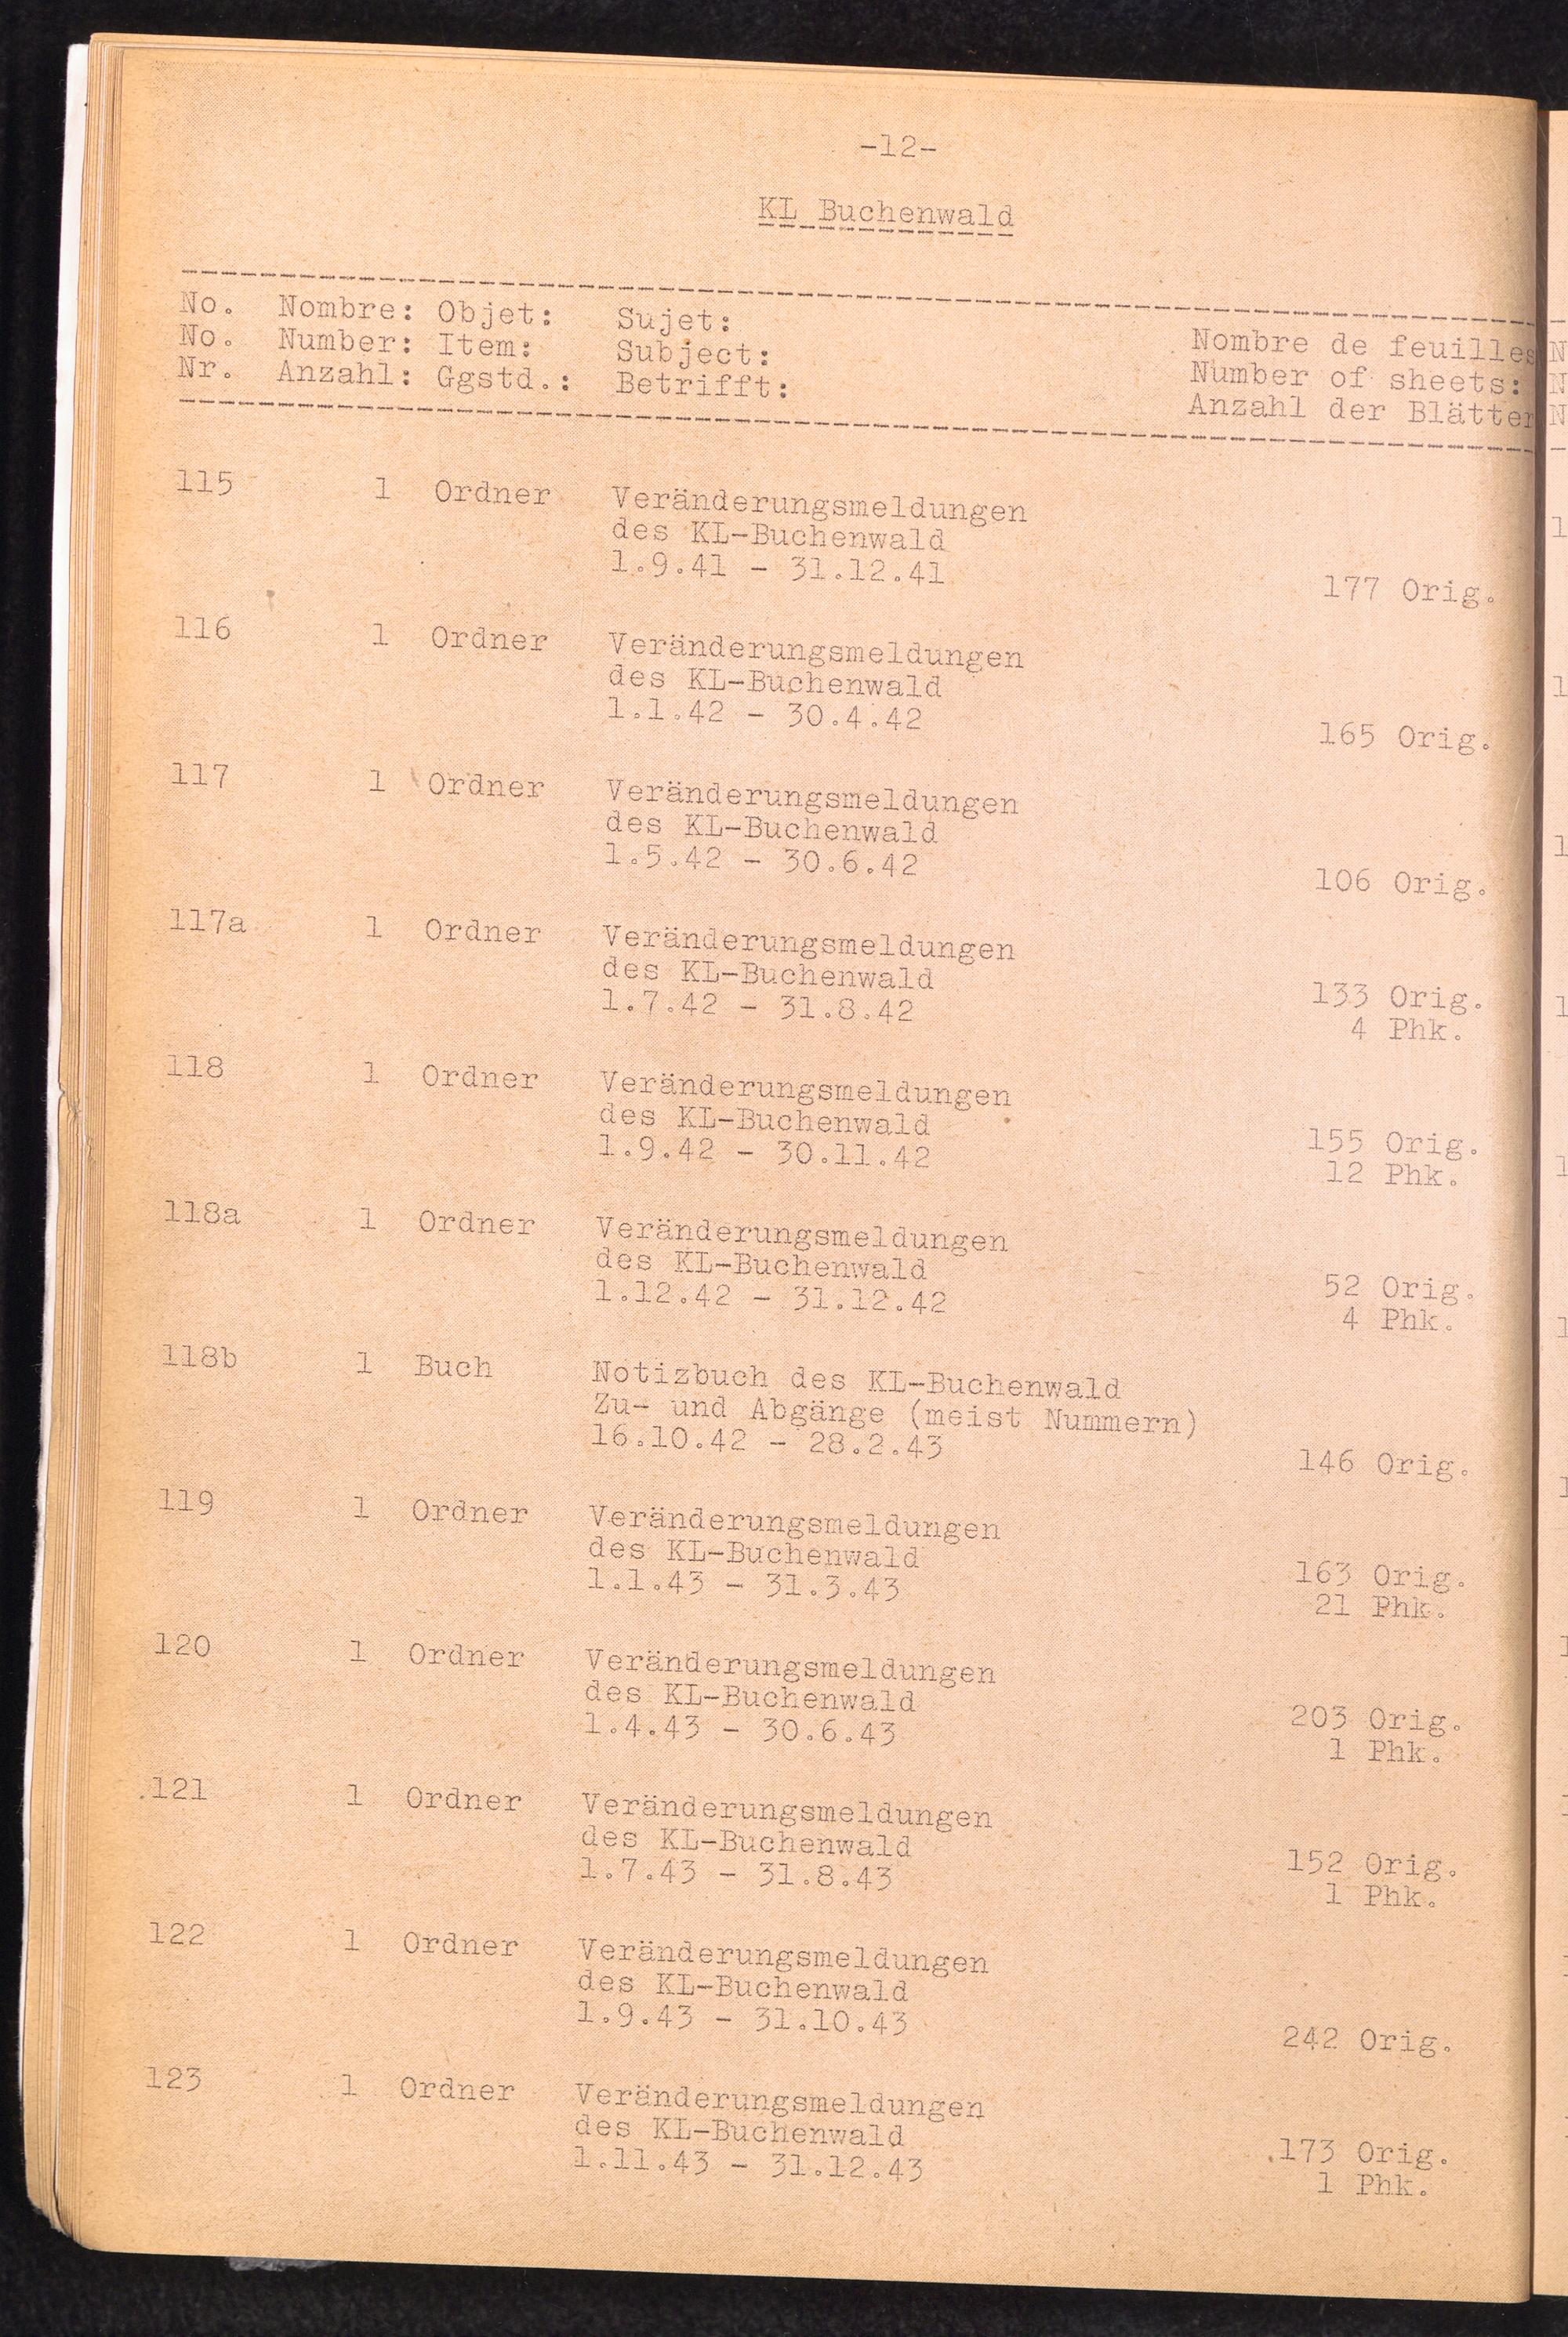 -12-
KL Buchenwald
No. Nombre: Objet: Sujet: Nombre de feuilles
No. Number: Item: Subject: Number of sheets:
Nr. Anzahl: Ggstd.: Betrifft: Anzahl der Blätter
115 1 Ordner Veränderungsmeldungen
des KL-Buchenwald
1.9.41 - 31.12.41 177 Orig.
116 1 Ordner Veränderungsmeldungen
des KL-Buchenwald
1.1.42 - 30.4.42 165 Orig.
117 1 Ordner Veränderungsmeldungen
des KL-Buchenwald
1.5.42 - 30.6.42 106 Orig.
117a 1 Ordner Veränderungsmeldungen
des KL-Buchenwald 133 Orig.
1.7.42 - 31.8.42 4 Phk.
118 1 Ordner Veränderungsmeldungen
des KL-Buchenwald 155 Orig.
1.9.42 - 30.11.42 12 Phk.
118a 1 Ordner Veränderungsmeldungen
des KL-Buchenwald 52 Orig.
1.12.42 - 31.12.42 4 Phk.
118b 1 Buch Notizbuch des KL-Buchenwald
Zu- und Abgänge (meist Nummern)
16.10.42 - 28.2.43 146 Orig.
119 1 Ordner Veränderungsmeldungen
des KL-Buchenwald 163 Orig.
1.1.43 - 31.3.43 21 Phk.
120 1 Ordner Veränderungsmeldungen
des KL-Buchenwald 203 Orig.
1.4.43 - 30.6.43 1 Phk.
121 1 Ordner Veränderungsmeldungen
des KL-Buchenwald 152 Orig.
1.7.43 - 31.8.43 1 Phk.
122 1 Ordner Veränderungsmeldungen
des KL-Buchenwald
1.9.43 - 31.10.43 242 Orig.
123 1 Ordner Veränderungsmeldungen
des KL-Buchenwald 173 Orig.
1.11.43 - 31.12.43 1 Phk.